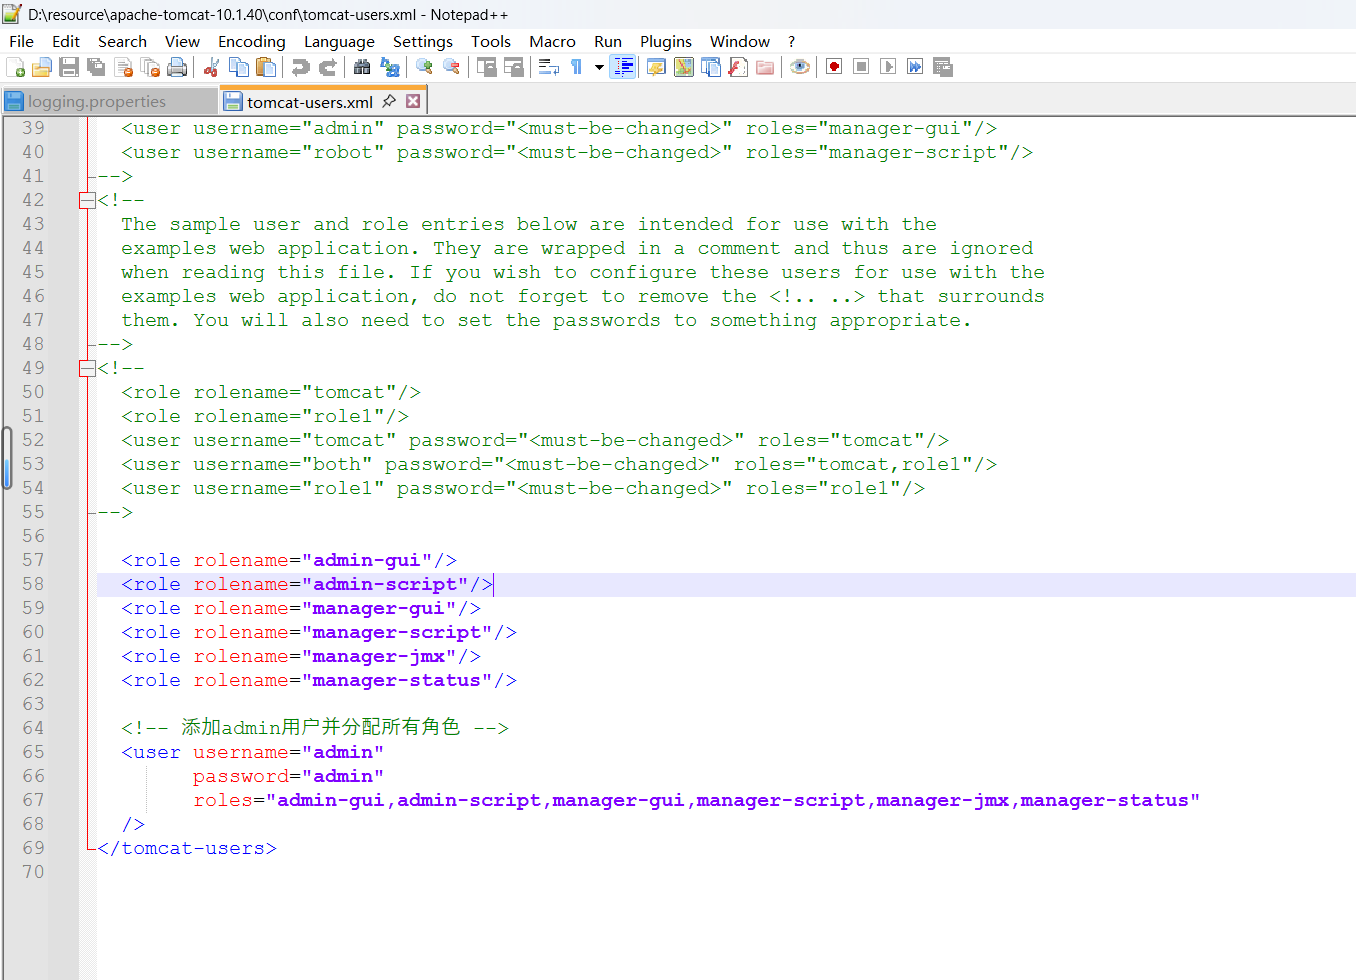 D:\resource\apache-tomcat-10.1.40\conf\tomcat-users.xml - Notepad++
File Edit Search View Encoding Language Settings Tools Macro Run Plugins Window ?
logging.properties tomcat-users.xml
39 <user username="admin" password="<must-be-changed>" roles="manager-gui"/>
40 <user username="robot" password="<must-be-changed>" roles="manager-script"/>
41 -->
42 <!--
43 The sample user and role entries below are intended for use with the
44 examples web application. They are wrapped in a comment and thus are ignored
45 when reading this file. If you wish to configure these users for use with the
46 examples web application, do not forget to remove the <!.. ..> that surrounds
47 them. You will also need to set the passwords to something appropriate.
48 -->
49 <!--
50 <role rolename="tomcat"/>
51 <role rolename="role1"/>
52 <user username="tomcat" password="<must-be-changed>" roles="tomcat"/>
53 <user username="both" password="<must-be-changed>" roles="tomcat,role1"/>
54 <user username="role1" password="<must-be-changed>" roles="role1"/>
55 -->
56
57 <role rolename="admin-gui"/>
58 <role rolename="admin-script"/>
59 <role rolename="manager-gui"/>
60 <role rolename="manager-script"/>
61 <role rolename="manager-jmx"/>
62 <role rolename="manager-status"/>
63
64 <!-- 添加admin用户并分配所有角色 -->
65 <user username="admin"
66 password="admin"
67 roles="admin-gui,admin-script,manager-gui,manager-script,manager-jmx,manager-status"
68 />
69 </tomcat-users>
70